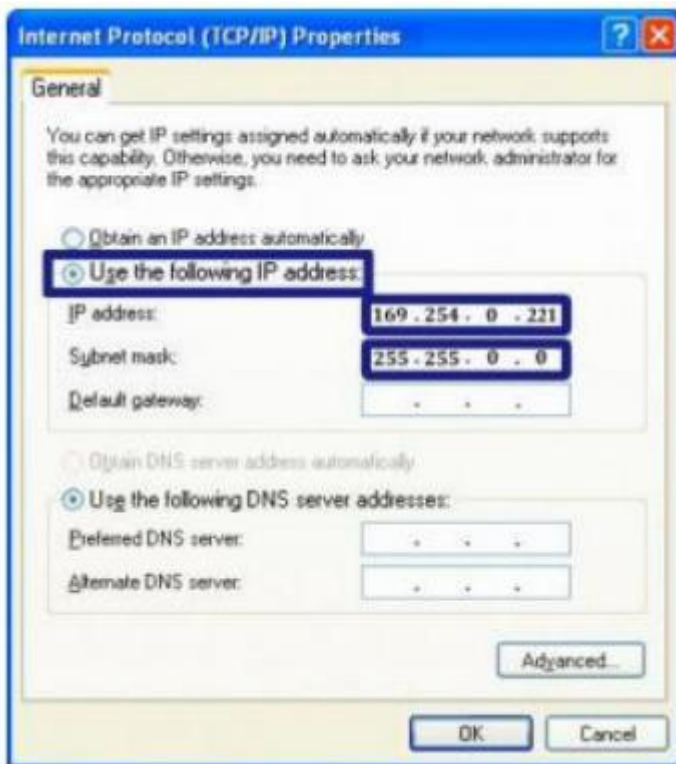 Internet Protocol (TCP/IP) Properties
General
You can get IP settings assigned automatically if your network supports
this capability. Otherwise, you need to ask your network administrator for
the appropriate IP settings.
Obtain an IP address automatically
Use the following IP address:
IP address: 169 . 254 . 0 . 221
Subnet mask: 255 . 255 . 0 . 0
Default gateway: . . .
Obtain DNS server address automatically
Use the following DNS server addresses:
Preferred DNS server: . . .
Alternate DNS server: . . .
Advanced...
OK Cancel